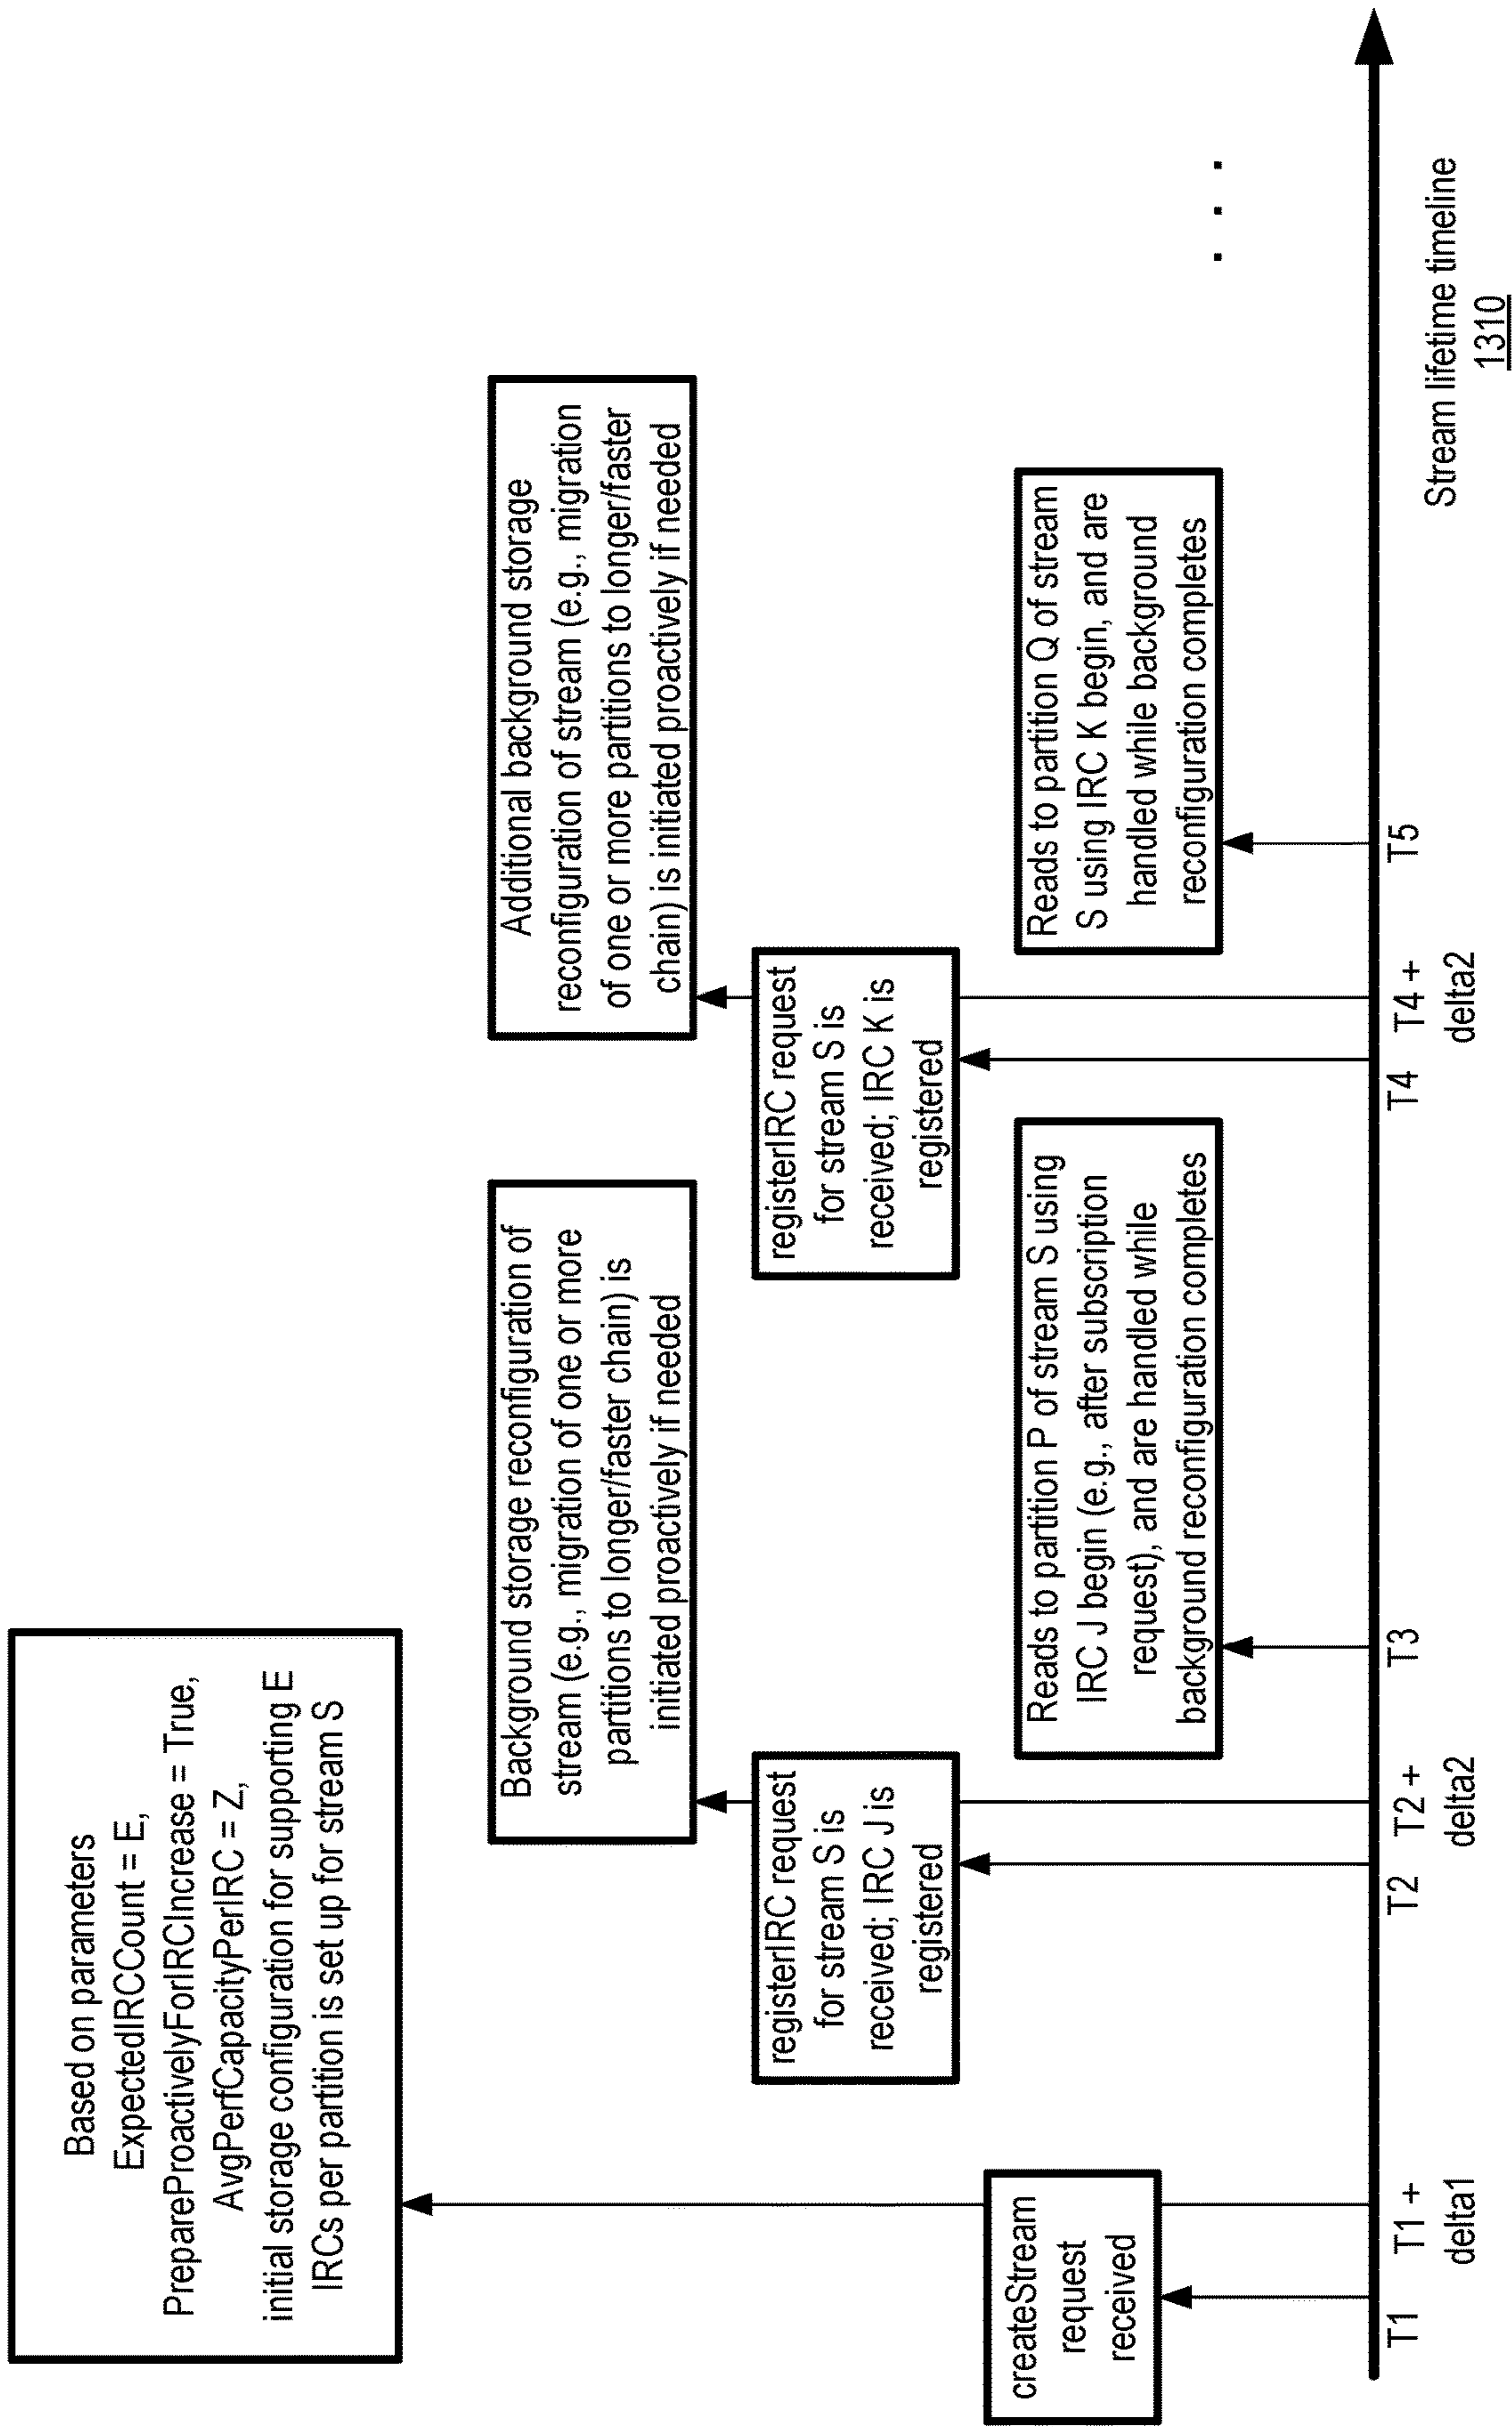 Based on parameters
ExpectedIRCCount = E,
PrepareProactivelyForIRCIncrease = True,
AvgPerfCapacityPerIRC = Z,
initial storage configuration for supporting E
IRCs per partition is set up for stream S
Background storage reconfiguration of
stream (e.g., migration of one or more
partitions to longer/faster chain) is
initiated proactively if needed
Additional background storage
reconfiguration of stream (e.g., migration
of one or more partitions to longer/faster
chain) is initiated proactively if needed
registerIRC request
for stream S is
received; IRC J is
registered
registerIRC request
for stream S is
received; IRC K is
registered
createStream
request
received
Reads to partition P of stream S using
IRC J begin (e.g., after subscription
request), and are handled while
background reconfiguration completes
Reads to partition Q of stream
S using IRC K begin, and are
handled while background
reconfiguration completes
. . .
T1
T1 +
delta1
T2
T2 +
delta2
T3
T4
T4 +
delta2
T5
Stream lifetime timeline
1310